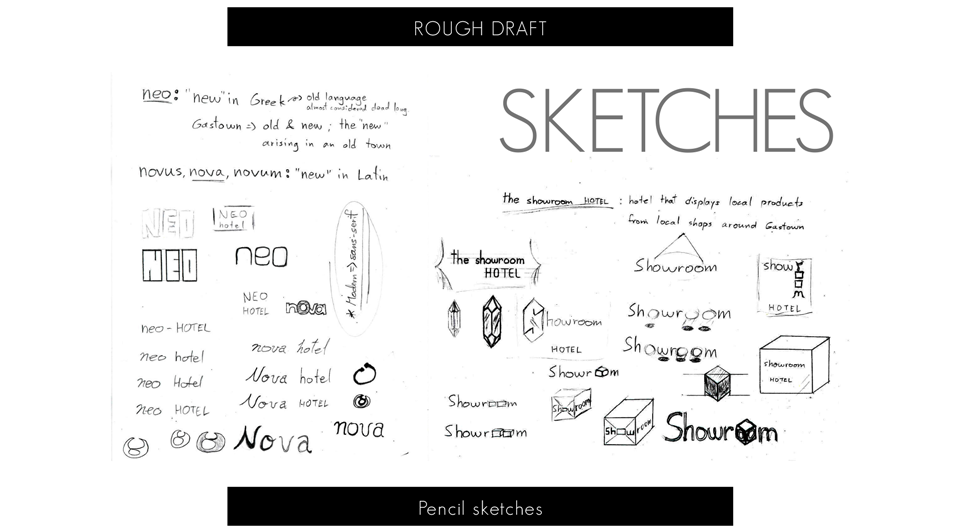 ROUGH DRAFT
neo: "new" in Greek => old language
almost considered dead lang.
Gastown => old & new ; the "new"
arising in an old town
novus, nova, novum: "new" in Latin
NEO
NEO
hotel
NEO
neo
* Modern => sans-serif
NEO
HOTEL
nova
neo - HOTEL
nova hotel
neo hotel
Nova hotel
neo Hotel
Nova HOTEL
neo HOTEL
Nova
nova
SKETCHES
the showroom HOTEL : hotel that displays local products
from local shops around Gastown
the showroom
HOTEL
Showroom
showroom
HOTEL
Showroom
showroom
HOTEL
Showroom
Showroom
showroom
HOTEL
Showroom
Showroom
Showroom
Showroom
Showroom
Pencil sketches